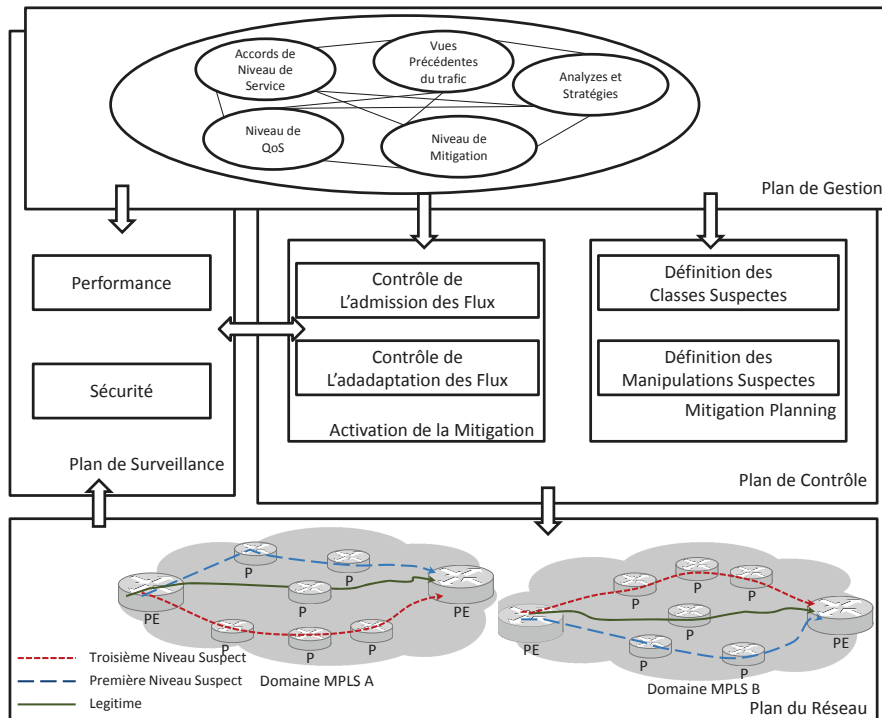 Accords de
Niveau de
Service
Vues
Précédentes
du trafic
Analyzes et
Stratégies
Niveau de
QoS
Niveau de
Mitigation
Plan de Gestion
Performance
Sécurité
Plan de Surveillance
Contrôle de
L'admission des Flux
Contrôle de
L'adadaptation des Flux
Activation de la Mitigation
Définition des
Classes Suspectes
Définition des
Manipulations Suspectes
Mitigation Planning
Plan de Contrôle
PE
P
P
P
P
P
P
PE
Domaine MPLS A
PE
P
P
P
P
P
P
PE
Domaine MPLS B
Troisième Niveau Suspect
Première Niveau Suspect
Legitime
Plan du Réseau